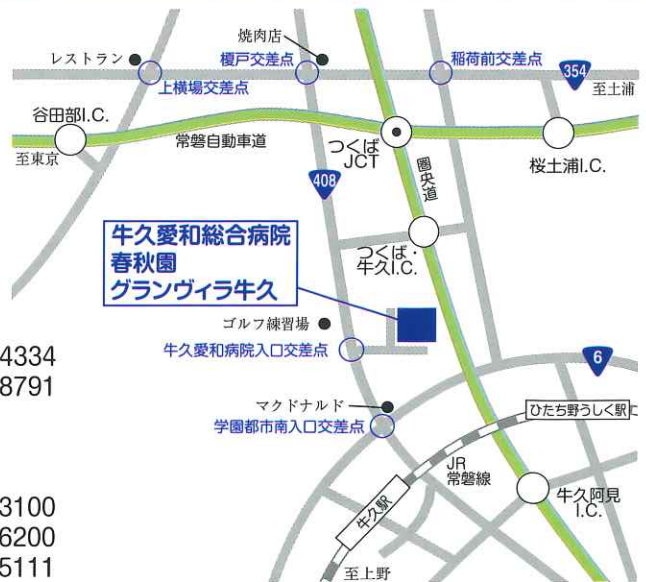 焼肉店
レストラン
榎戸交差点
稲荷前交差点
354
上横場交差点
至土浦
谷田部I.C.
至東京
常磐自動車道
つくば
JCT
圏央道
桜土浦I.C.
408
牛久愛和総合病院
春秋園
グランヴィラ牛久
つくば・
牛久I.C.
ゴルフ練習場
牛久愛和病院入口交差点
6
4334
8791
マクドナルド
学園都市南入口交差点
ひたち野うしく駅
JR
常磐線
牛久駅
牛久阿見
I.C.
至上野
3100
6200
5111